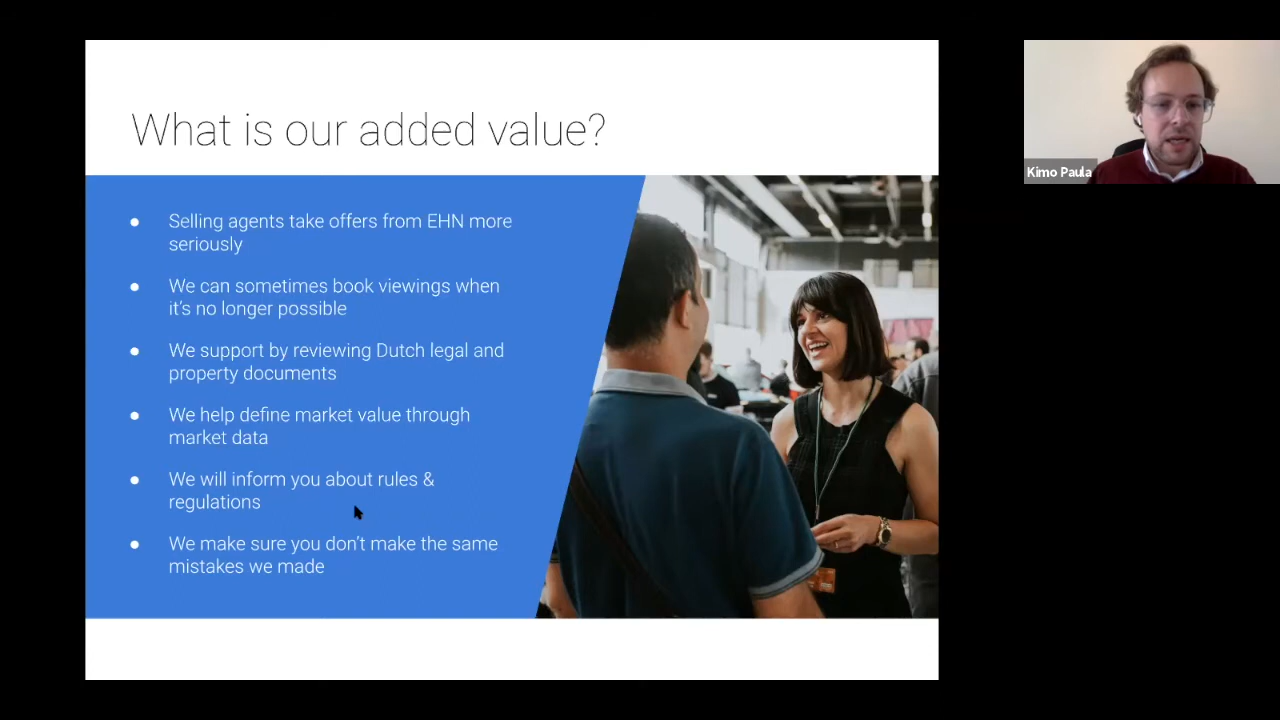 What is our added value?
Selling agents take offers from EHN more
seriously
We can sometimes book viewings when
it's no longer possible
We support by reviewing Dutch legal and
property documents
We help define market value through
market data
We will inform you about rules &
regulations
We make sure you don't make the same
mistakes we made
Kimo Paula